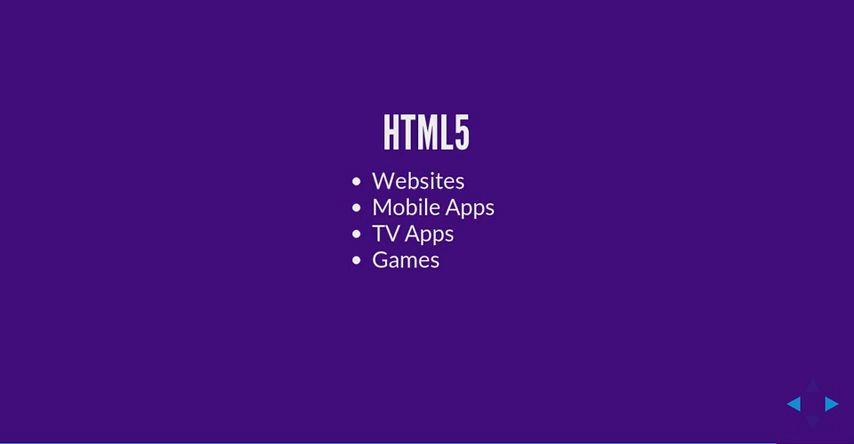 HTML5
• Websites
• Mobile Apps
• TV Apps
• Games